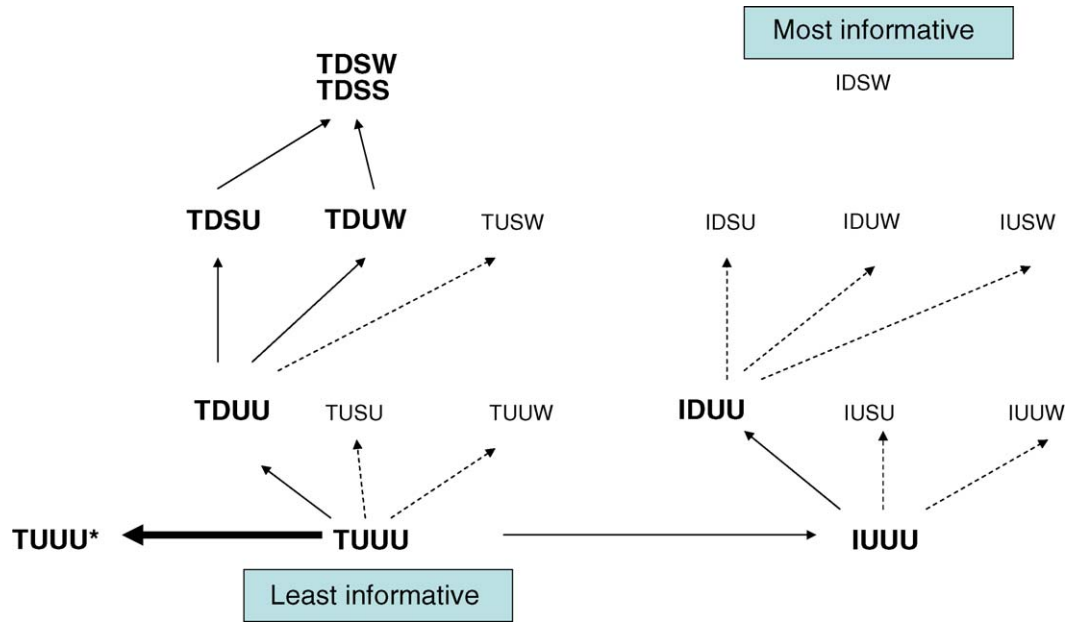 Most informative
TDSW
TDSS
IDSW
TDSU TDUW TUSW IDSU IDUW IUSW
TDUU TUSU TUUW IDUU IUSU IUUW
TUUU* TUUU IUUU
Least informative